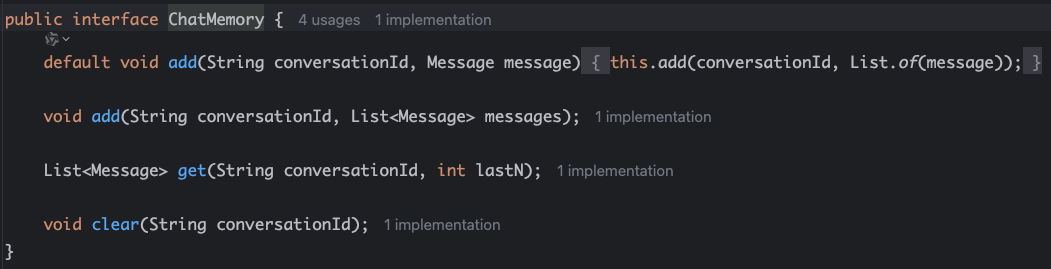 public interface ChatMemory {  4 usages  1 implementation
default void add(String conversationId, Message message) { this.add(conversationId, List.of(message)); }
void add(String conversationId, List<Message> messages);  1 implementation
List<Message> get(String conversationId, int lastN);  1 implementation
void clear(String conversationId);  1 implementation
}